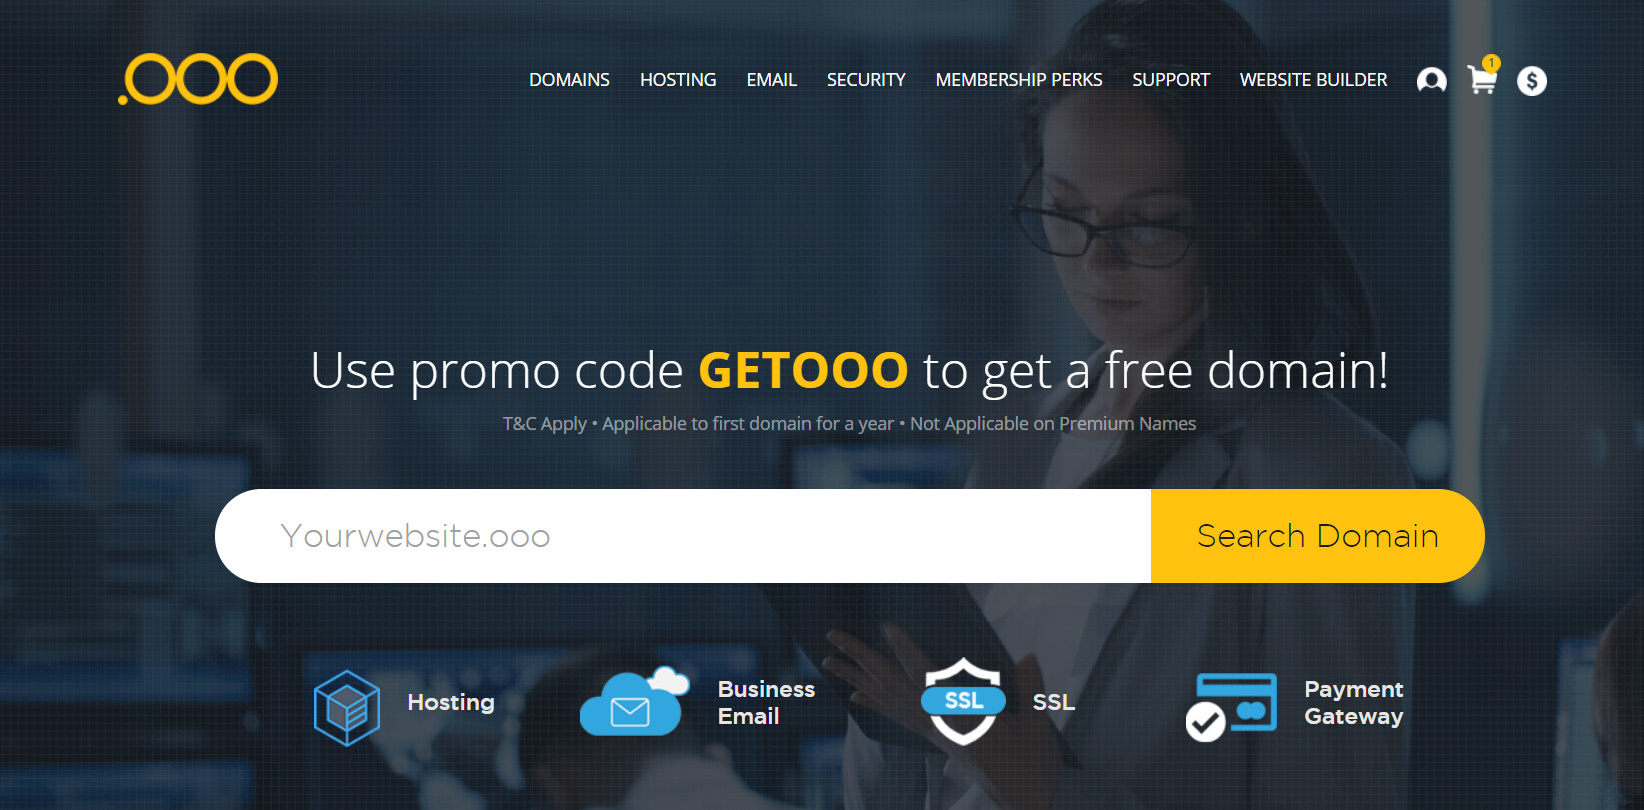 .OOO
DOMAINS HOSTING EMAIL SECURITY MEMBERSHIP PERKS SUPPORT WEBSITE BUILDER 1 $
Use promo code GETOOO to get a free domain!
T&C Apply • Applicable to first domain for a year • Not Applicable on Premium Names
Yourwebsite.ooo Search Domain
Hosting
Business
Email
SSL SSL
Payment
Gateway